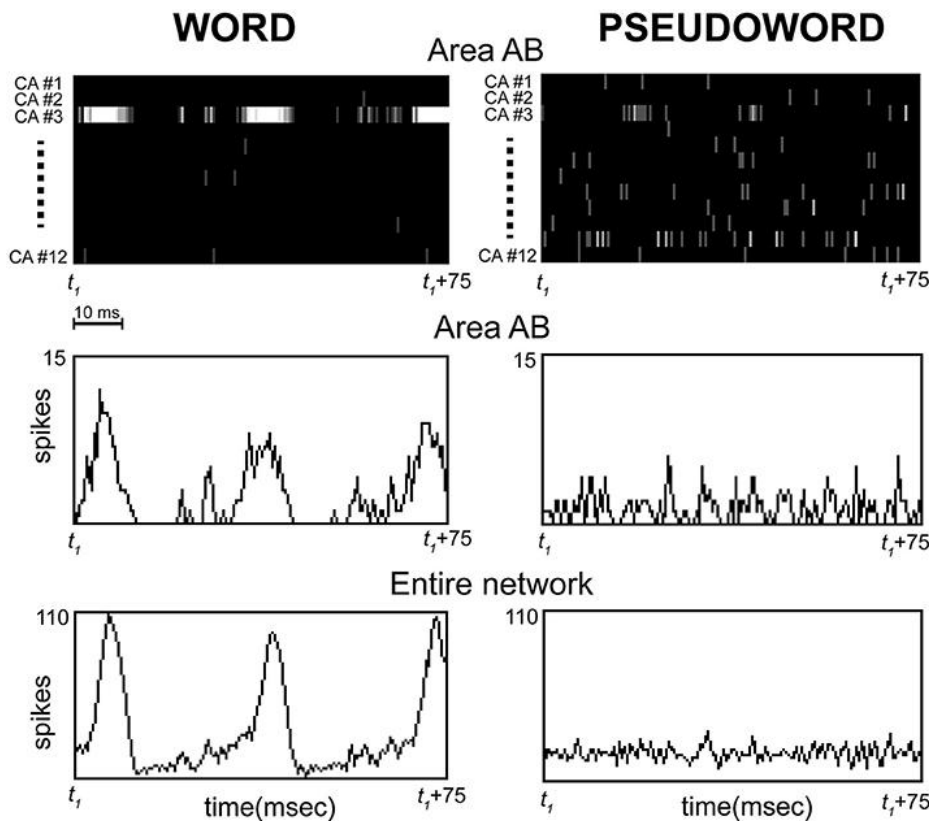 WORD PSEUDOWORD
Area AB
CA #1
CA #2
CA #3
CA #12
t1 t1+75
CA #1
CA #2
CA #3
CA #12
t1 t1+75
10 ms
Area AB
15
spikes
t1 t1+75
15
t1 t1+75
Entire network
110
spikes
t1 time(msec) t1+75
110
t1 time(msec) t1+75